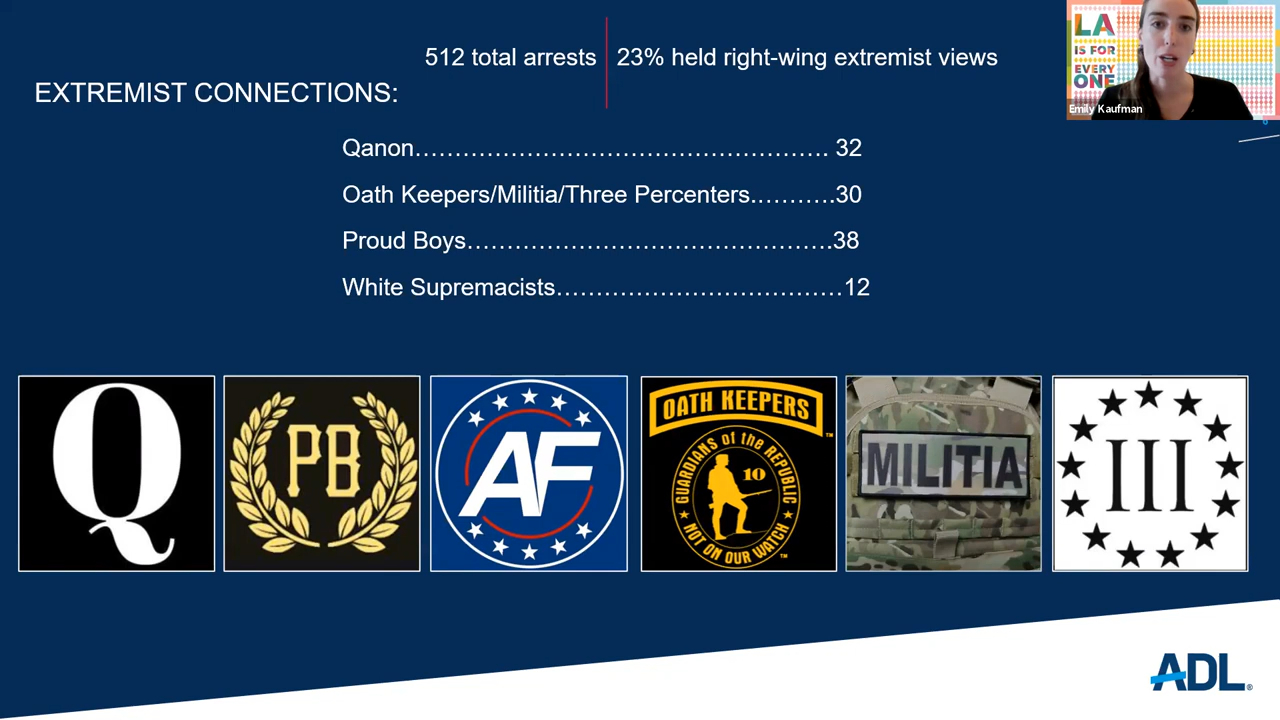 512 total arrests
23% held right-wing extremist views
EXTREMIST CONNECTIONS:
Qanon……………………………………………. 32
Oath Keepers/Militia/Three Percenters.……….30
Proud Boys……………………………………….38
White Supremacists………………………………12
LA
IS FOR
EVERY
ONE
Emily Kaufman
Q
PB
AF
OATH KEEPERS
TM
GUARDIANS of the REPUBLIC
10
NOT ON OUR WATCH
TM
MILITIA
III
ADL®